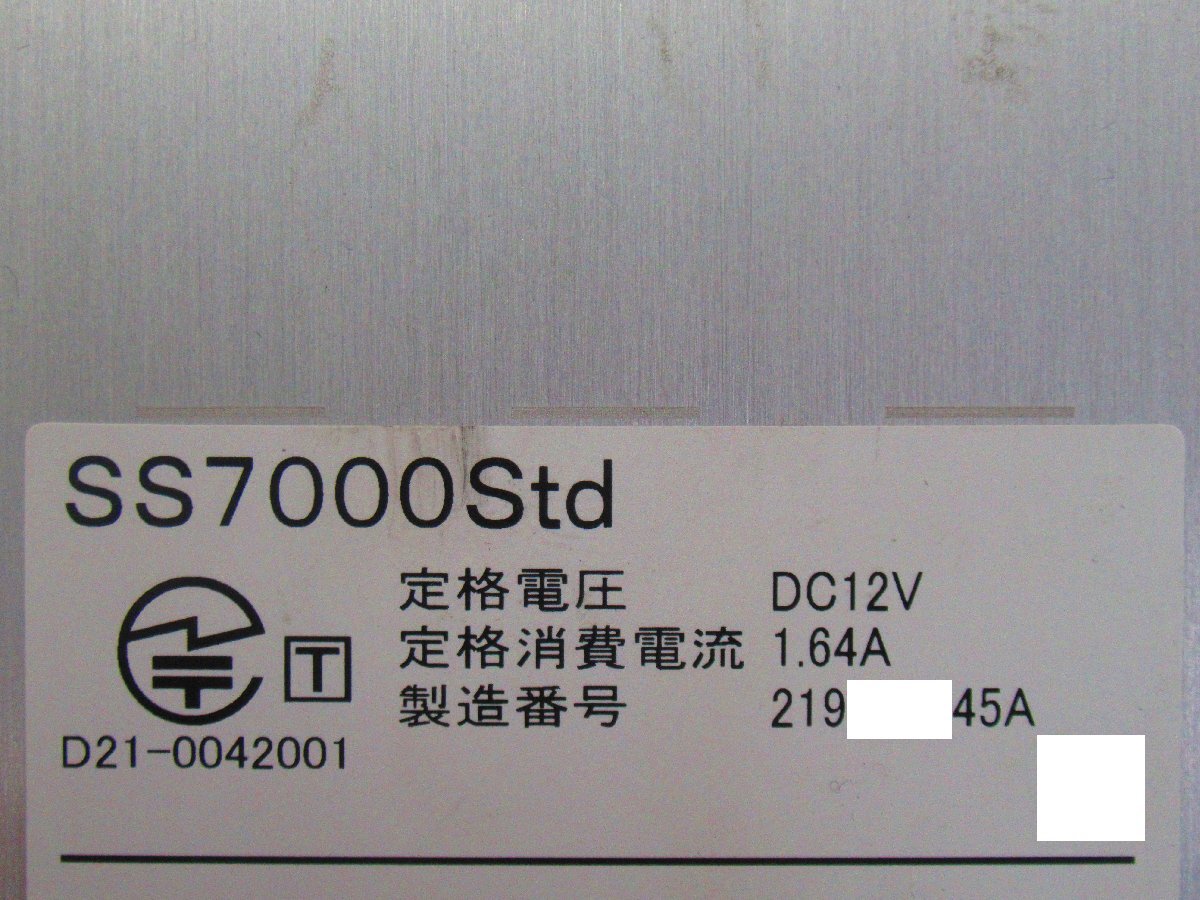 SS7000Std
定格電圧 DC12V
定格消費電流 1.64A
製造番号 219 45A
T
D21-0042001